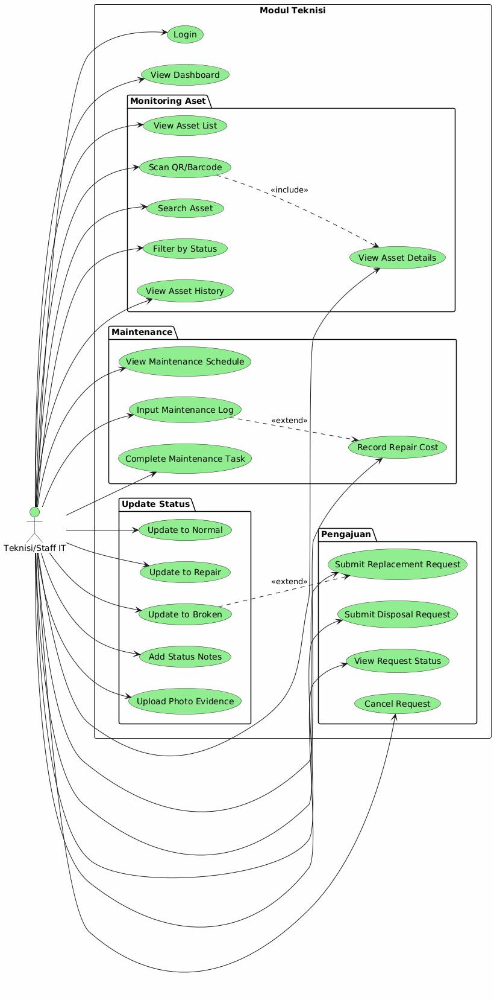 Modul Teknisi
Login
View Dashboard
Monitoring Aset
View Asset List
Scan QR/Barcode
«include»
Search Asset
Filter by Status
View Asset Details
View Asset History
Maintenance
View Maintenance Schedule
Input Maintenance Log
«extend»
Record Repair Cost
Complete Maintenance Task
Teknisi/Staff IT
Update Status
Update to Normal
Update to Repair
Update to Broken
«extend»
Add Status Notes
Upload Photo Evidence
Pengajuan
Submit Replacement Request
Submit Disposal Request
View Request Status
Cancel Request